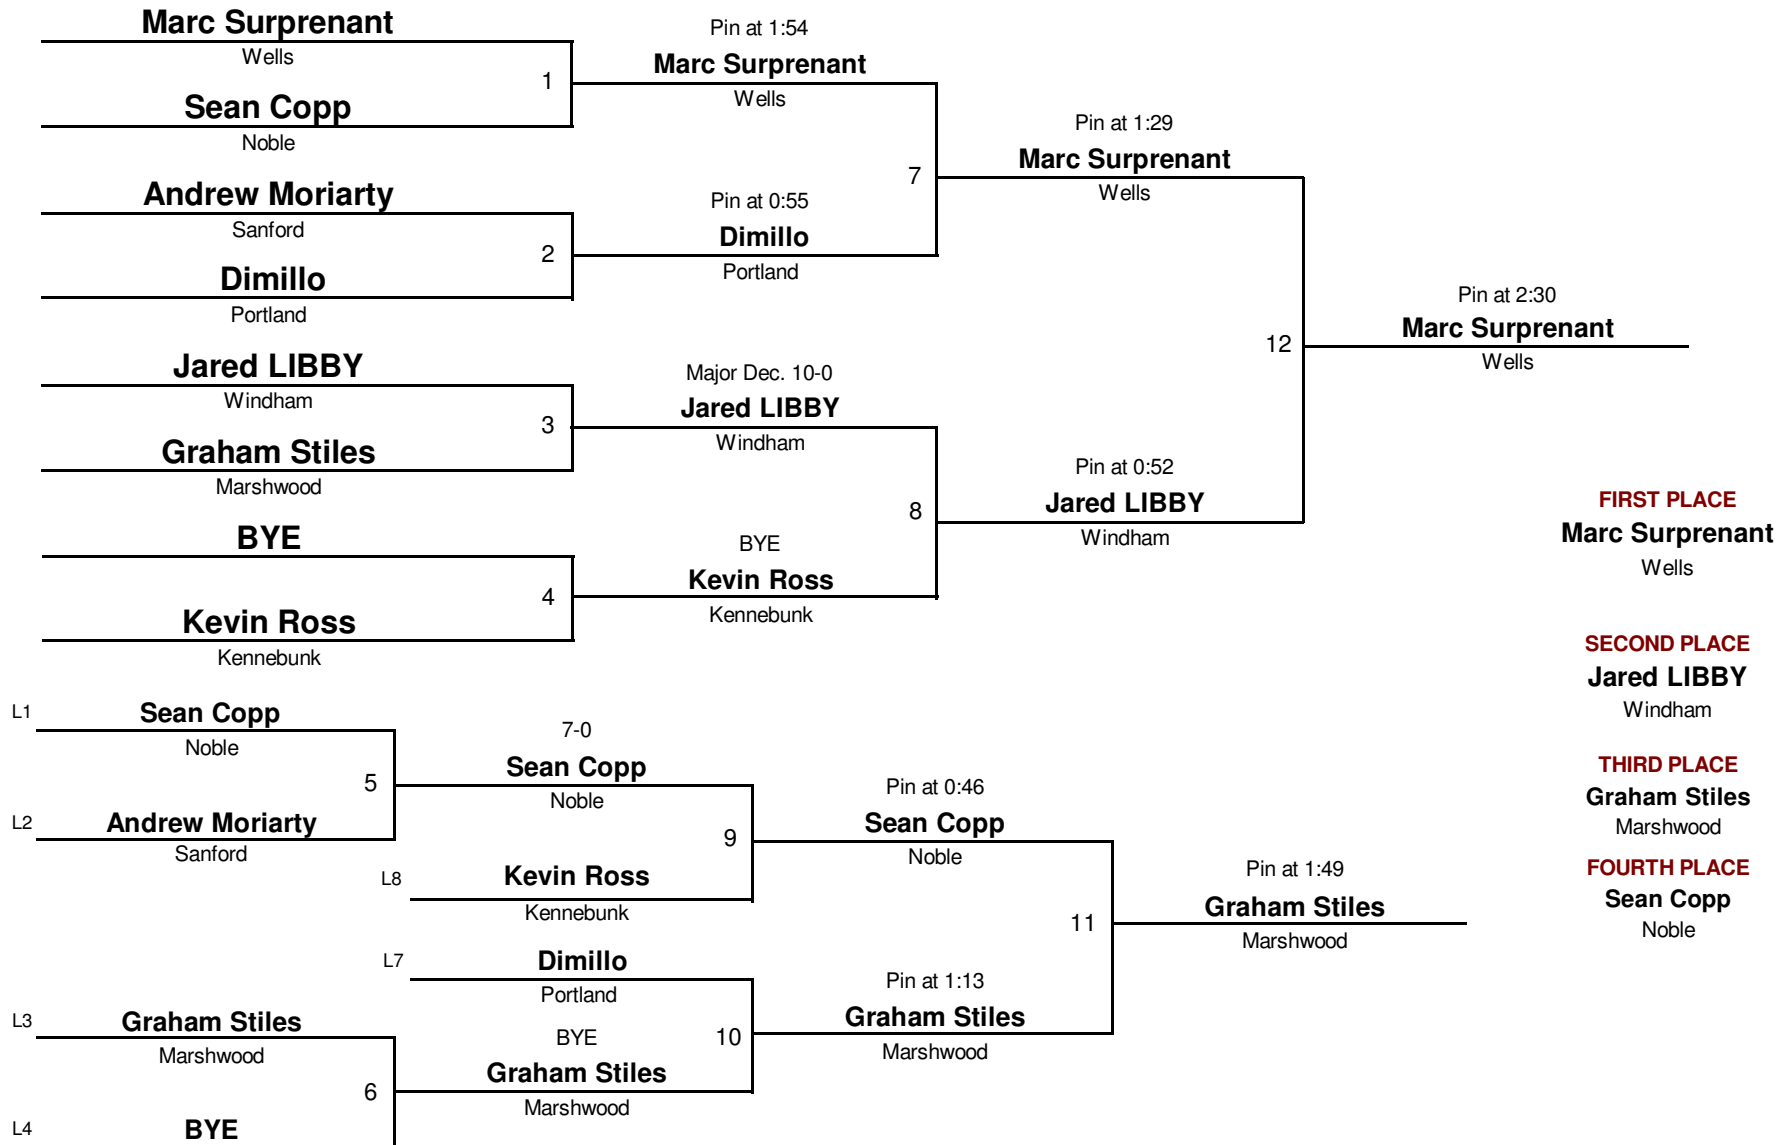 Marc Surprenant
Wells
1
Sean Copp
Noble
Andrew Moriarty
Sanford
2
Dimillo
Portland
Jared LIBBY
Windham
3
Graham Stiles
Marshwood
BYE
4
Kevin Ross
Kennebunk
Pin at 1:54
Marc Surprenant
Wells
7
Pin at 0:55
Dimillo
Portland
Major Dec. 10-0
Jared LIBBY
Windham
8
BYE
Kevin Ross
Kennebunk
Pin at 1:29
Marc Surprenant
Wells
12
Pin at 0:52
Jared LIBBY
Windham
Pin at 2:30
Marc Surprenant
Wells
L1
Sean Copp
Noble
5
L2
Andrew Moriarty
Sanford
7-0
Sean Copp
Noble
9
L8
Kevin Ross
Kennebunk
L7
Dimillo
Portland
10
L3
Graham Stiles
Marshwood
6
L4
BYE
BYE
Graham Stiles
Marshwood
Pin at 0:46
Sean Copp
Noble
11
Pin at 1:13
Graham Stiles
Marshwood
Pin at 1:49
Graham Stiles
Marshwood
FIRST PLACE
Marc Surprenant
Wells
SECOND PLACE
Jared LIBBY
Windham
THIRD PLACE
Graham Stiles
Marshwood
FOURTH PLACE
Sean Copp
Noble